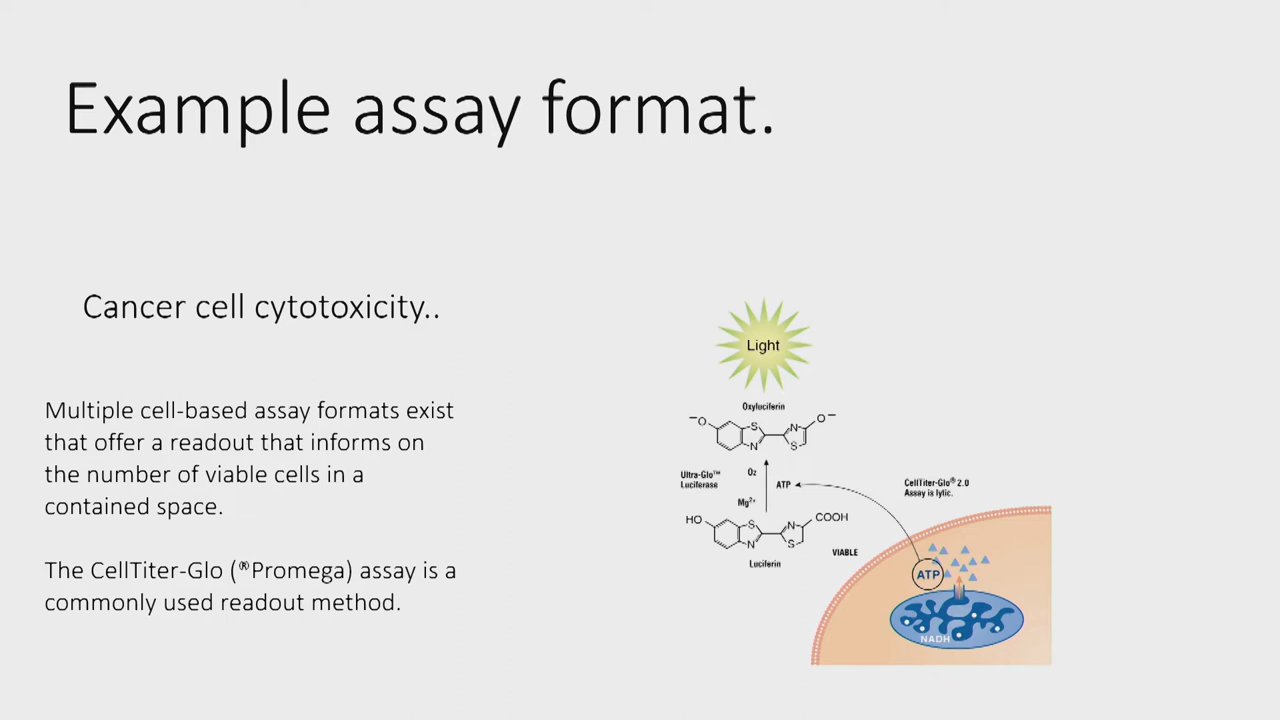 Example assay format.
Cancer cell cytotoxicity..
Multiple cell-based assay formats exist
that offer a readout that informs on
the number of viable cells in a
contained space.
The CellTiter-Glo (®Promega) assay is a
commonly used readout method.
Light
Oxyluciferin
⁻O
S
N
N
S
O⁻
Ultra-Glo™
Luciferase
O₂
ATP
Mg²⁺
CellTiter-Glo® 2.0
Assay is lytic.
HO
S
N
N
S
COOH
Luciferin
VIABLE
ATP
NADH